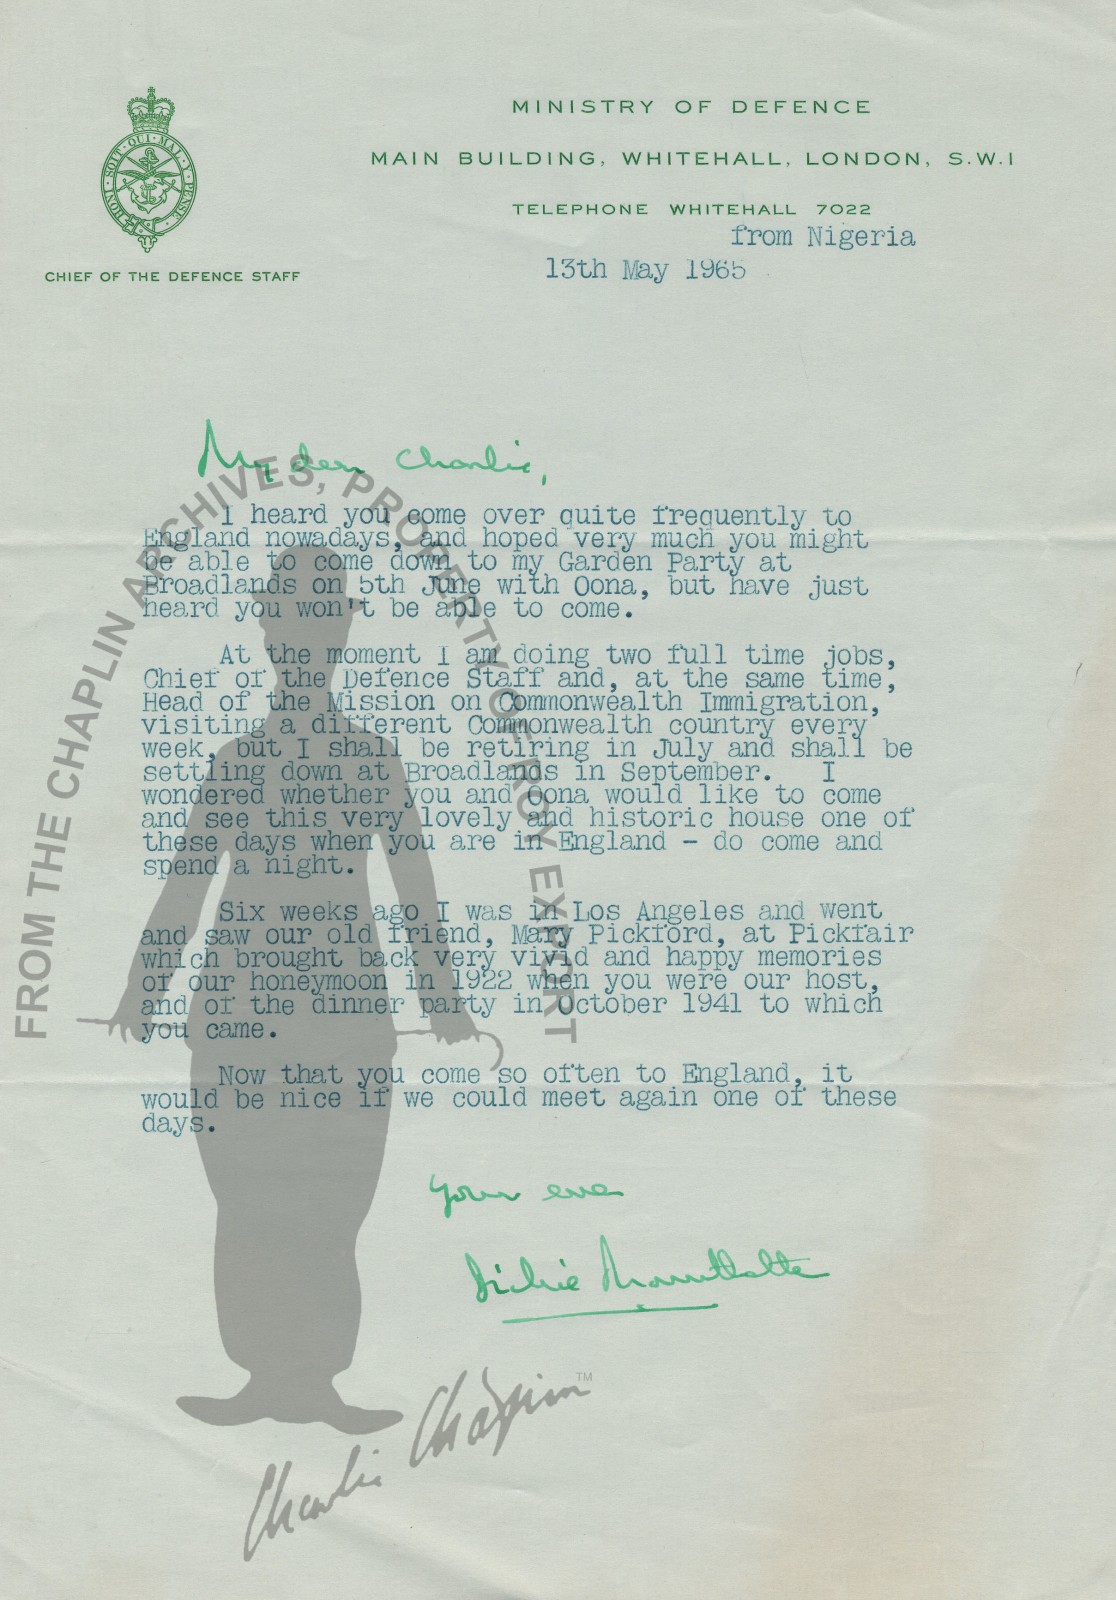 MINISTRY OF DEFENCE
MAIN BUILDING, WHITEHALL, LONDON, S.W.1
TELEPHONE WHITEHALL 7022
HONI · SOIT · QUI · MAL · Y · PENSE
CHIEF OF THE DEFENCE STAFF
from Nigeria
13th May 1965
My dear Charlie,
I heard you come over quite frequently to
England nowadays, and hoped very much you might
be able to come down to my Garden Party at
Broadlands on 5th June with Oona, but have just
heard you won't be able to come.
At the moment I am doing two full time jobs,
Chief of the Defence Staff and, at the same time,
Head of the Mission on Commonwealth Immigration,
visiting a different Commonwealth country every
week, but I shall be retiring in July and shall be
settling down at Broadlands in September. I
wondered whether you and Oona would like to come
and see this very lovely and historic house one of
these days when you are in England - do come and
spend a night.
Six weeks ago I was in Los Angeles and went
and saw our old friend, Mary Pickford, at Pickfair
which brought back very vivid and happy memories
of our honeymoon in 1922 when you were our host,
and of the dinner party in October 1941 to which
you came.
Now that you come so often to England, it
would be nice if we could meet again one of these
days.
Your ever
Dickie Mountbatten
FROM THE CHAPLIN ARCHIVES, PROPERTY OF ROY EXPORT
Charlie Chaplin TM